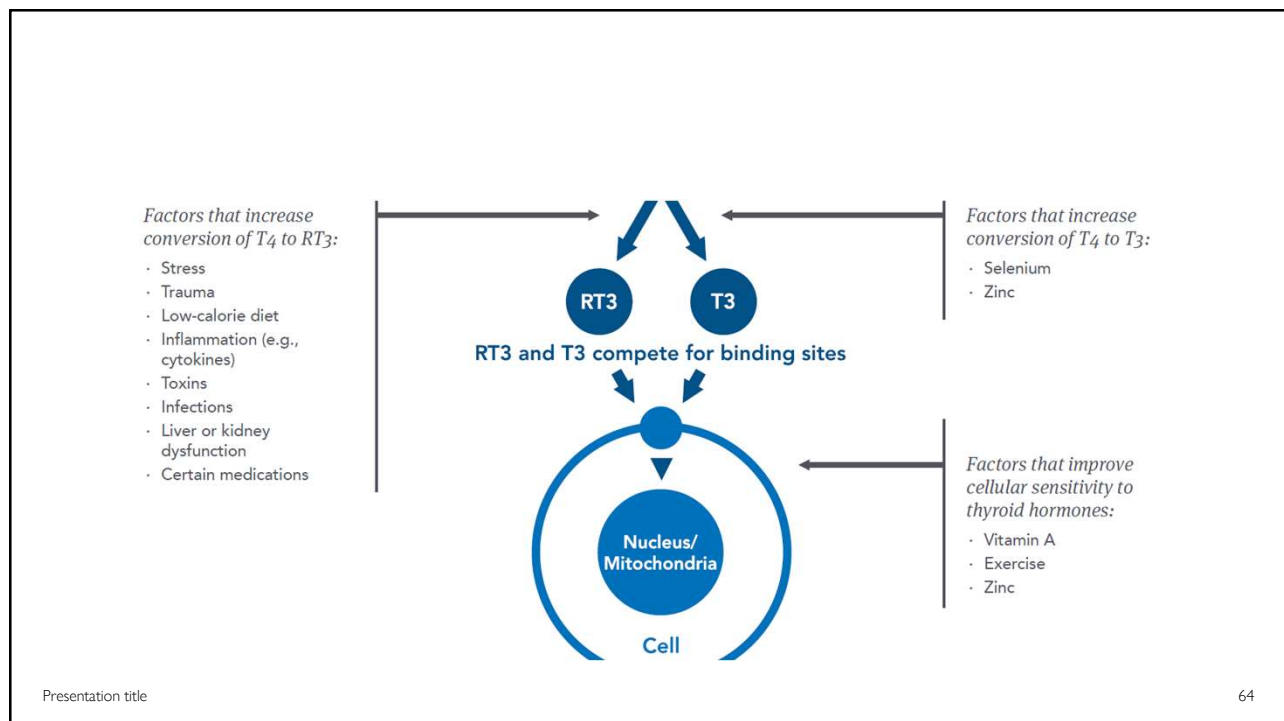 Factors that increase
conversion of T4 to RT3:
· Stress
· Trauma
· Low-calorie diet
· Inflammation (e.g.,
cytokines)
· Toxins
· Infections
· Liver or kidney
dysfunction
· Certain medications
RT3
T3
RT3 and T3 compete for binding sites
Nucleus/
Mitochondria
Cell
Factors that increase
conversion of T4 to T3:
· Selenium
· Zinc
Factors that improve
cellular sensitivity to
thyroid hormones:
· Vitamin A
· Exercise
· Zinc
Presentation title
64